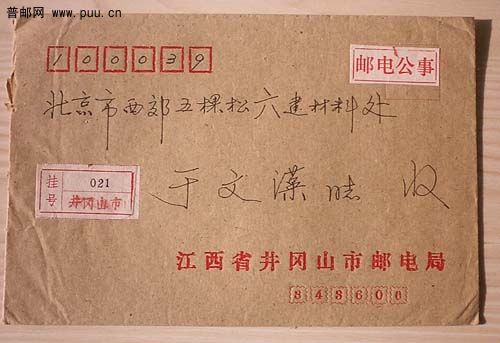 普邮网 www.puu.cn
100039
邮电公事
北京市西郊五棵松六建材料处
挂号 021
井冈山市
于文漢 收
江西省井冈山市邮电局
343600